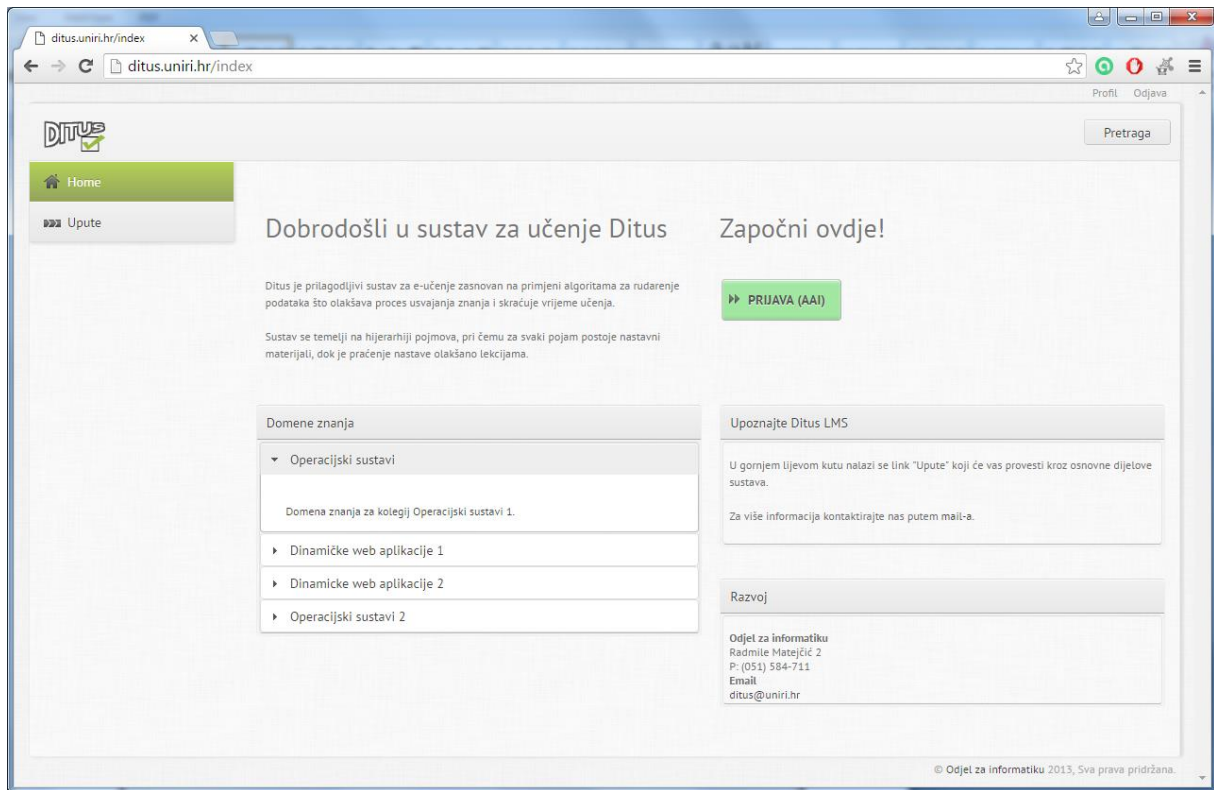 ditus.uniri.hr/index
ditus.uniri.hr/index
Profil Odjava
DITUS
Pretraga
Home
Upute
Dobrodošli u sustav za učenje Ditus
Ditus je prilagodljivi sustav za e-učenje zasnovan na primjeni algoritama za rudarenje
podataka što olakšava proces usvajanja znanja i skraćuje vrijeme učenja.
Sustav se temelji na hijerarhiji pojmova, pri čemu za svaki pojam postoje nastavni
materijali, dok je praćenje nastave olakšano lekcijama.
Započni ovdje!
PRIJAVA (AAI)
Domene znanja
Operacijski sustavi
Domena znanja za kolegij Operacijski sustavi 1.
Dinamičke web aplikacije 1
Dinamicke web aplikacije 2
Operacijski sustavi 2
Upoznajte Ditus LMS
U gornjem lijevom kutu nalazi se link "Upute" koji će vas provesti kroz osnovne dijelove
sustava.
Za više informacija kontaktirajte nas putem mail-a.
Razvoj
Odjel za informatiku
Radmile Matejčić 2
P: (051) 584-711
Email
ditus@uniri.hr
© Odjel za informatiku 2013, Sva prava pridržana.